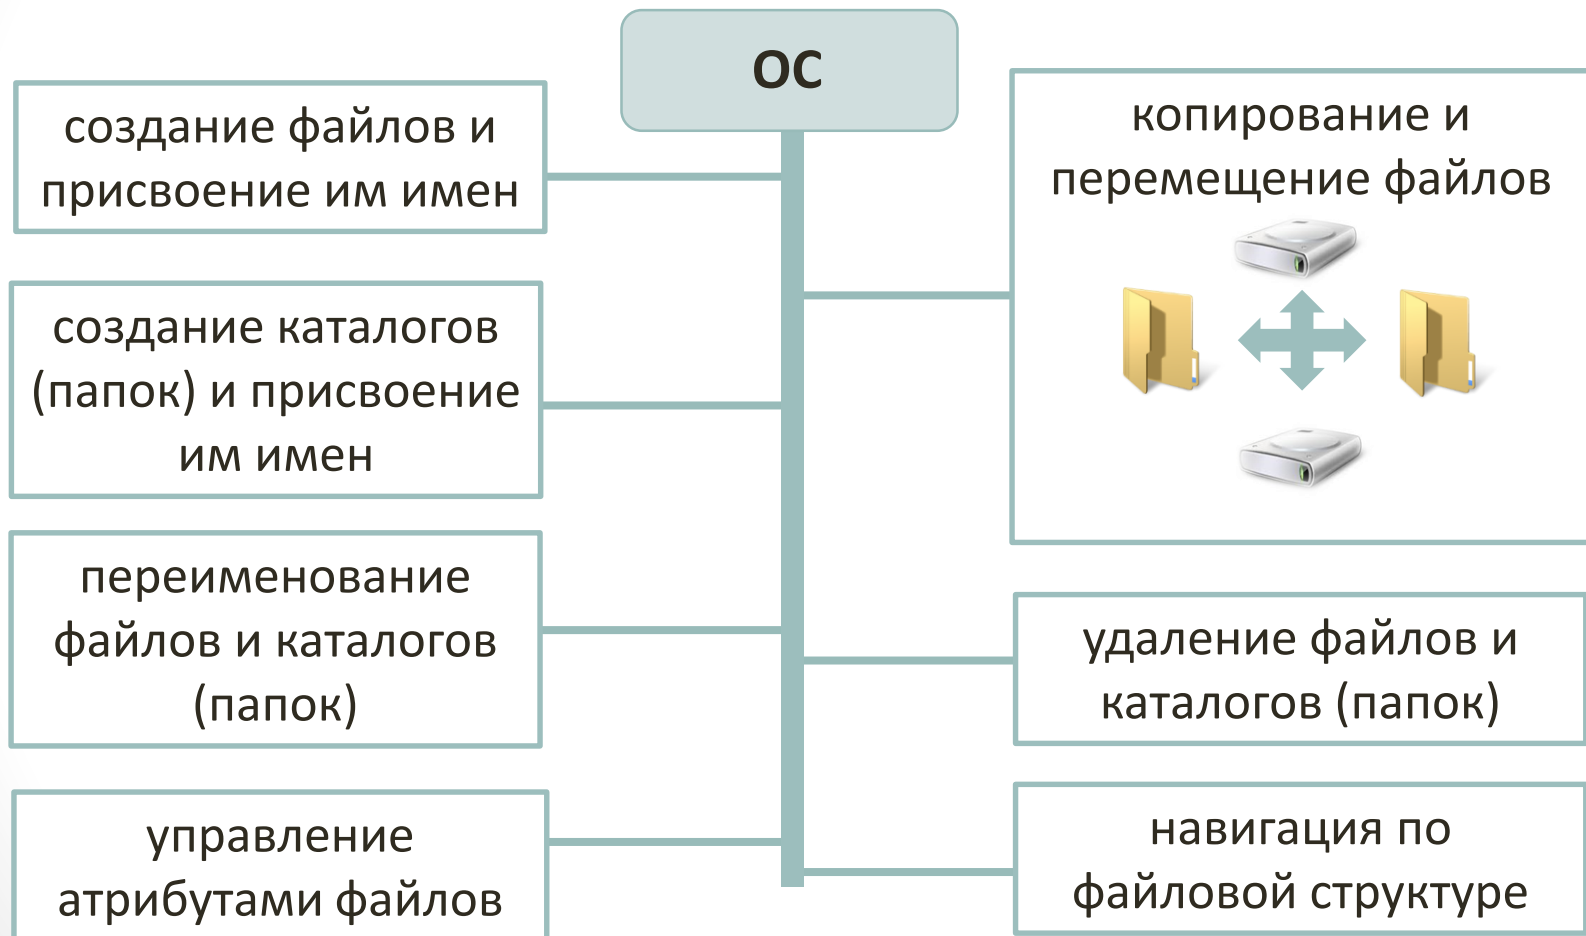 ОС
создание файлов и
присвоение им имен
создание каталогов
(папок) и присвоение
им имен
переименование
файлов и каталогов
(папок)
управление
атрибутами файлов
копирование и
перемещение файлов
удаление файлов и
каталогов (папок)
навигация по
файловой структуре